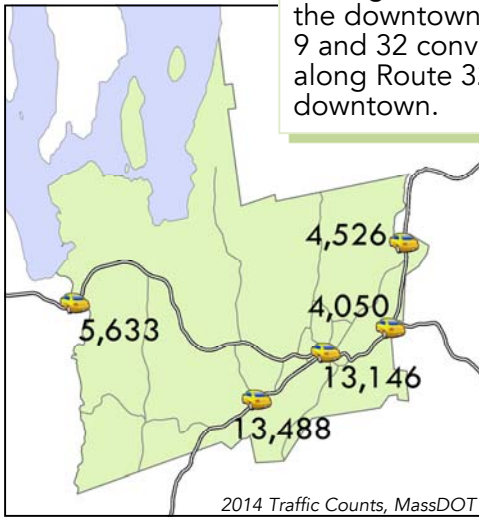 the downtown
9 and 32 conv
along Route 3
downtown.
4,526
4,050
5,633
13,146
13,488
2014 Traffic Counts, MassDOT